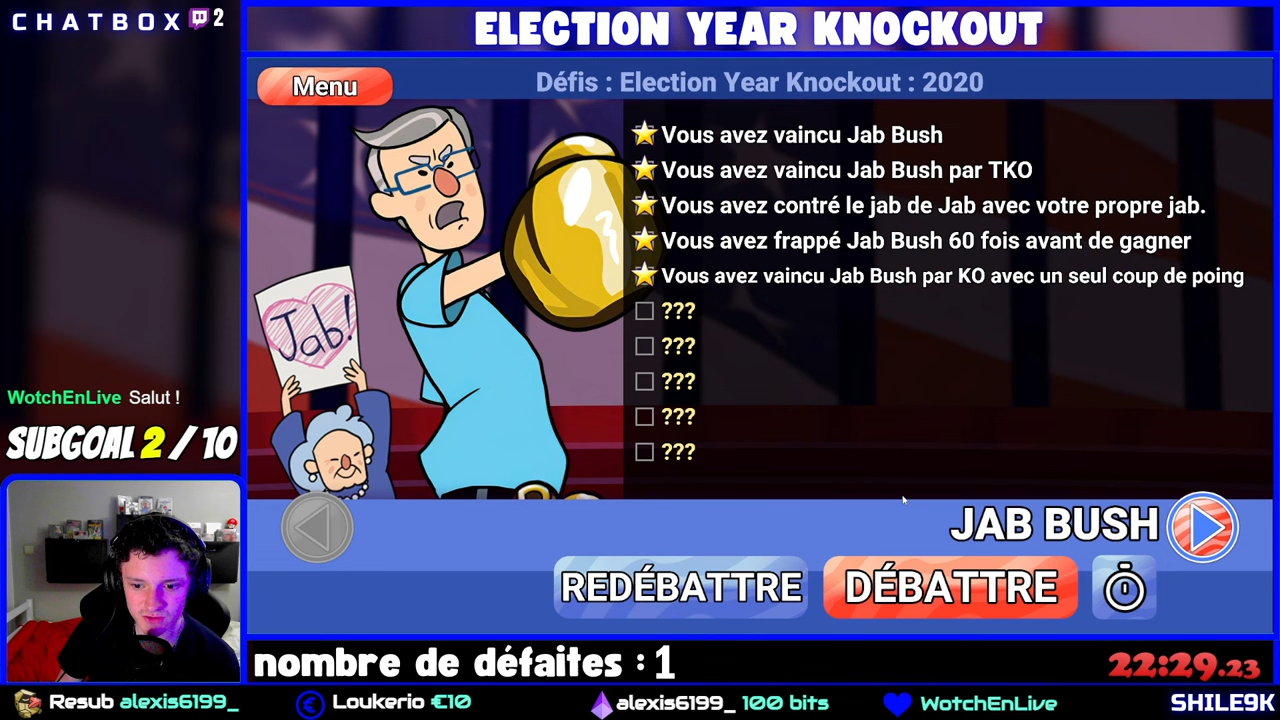 CHATBOX 2
ELECTION YEAR KNOCKOUT
Menu
Défis : Election Year Knockout : 2020
Vous avez vaincu Jab Bush
Vous avez vaincu Jab Bush par TKO
Vous avez contré le jab de Jab avec votre propre jab.
Vous avez frappé Jab Bush 60 fois avant de gagner
Vous avez vaincu Jab Bush par KO avec un seul coup de poing
???
???
???
???
???
Jab!
WotchEnLive Salut !
SUBGOAL 2 / 10
JAB BUSH
REDÉBATTRE
DÉBATTRE
nombre de défaites : 1
22:29.23
Resub alexis6199_
Loukerio €10
alexis6199_ 100 bits
WotchEnLive
SHILE9K